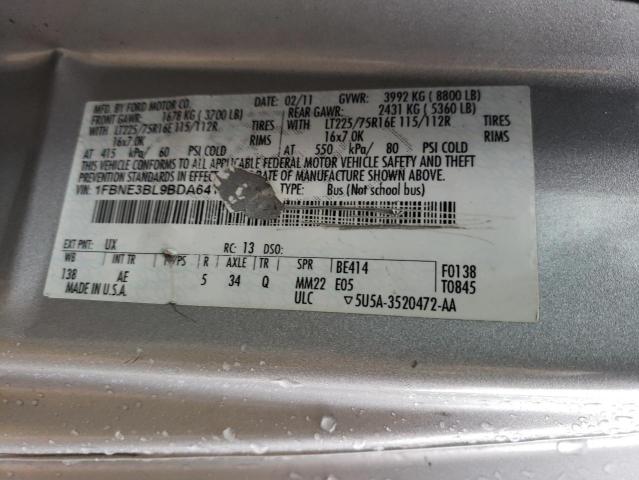 MFD. BY FORD MOTOR CO. DATE: 02/11 GVWR: 3992 KG ( 8800 LB)
FRONT GAWR: 1678 KG ( 3700 LB) REAR GAWR: 2431 KG ( 5360 LB)
WITH LT225/75R16E 115/112R TIRES WITH LT225/75R16E 115/112R TIRES
16x7.0K RIMS 16x7.0K RIMS
AT 415 kPa/ 60 PSI COLD AT 550 kPa/ 80 PSI COLD
THIS VEHICLE CONFORMS TO ALL APPLICABLE FEDERAL MOTOR VEHICLE SAFETY AND THEFT
PREVENTION STANDARDS IN EFFECT DATE OF MANUFACTURE SHOWN ABOVE.
VIN: 1FBNE3BL9BDA64 TYPE: Bus (Not School bus)
EXT PNT: UX RC: 13 DSO:
WB INT TR TP/PS R AXLE TR SPR BE414 F0138
138 AE 5 34 Q MM22 E05 T0845
MADE IN U.S.A. ULC ▽5U5A-3520472-AA